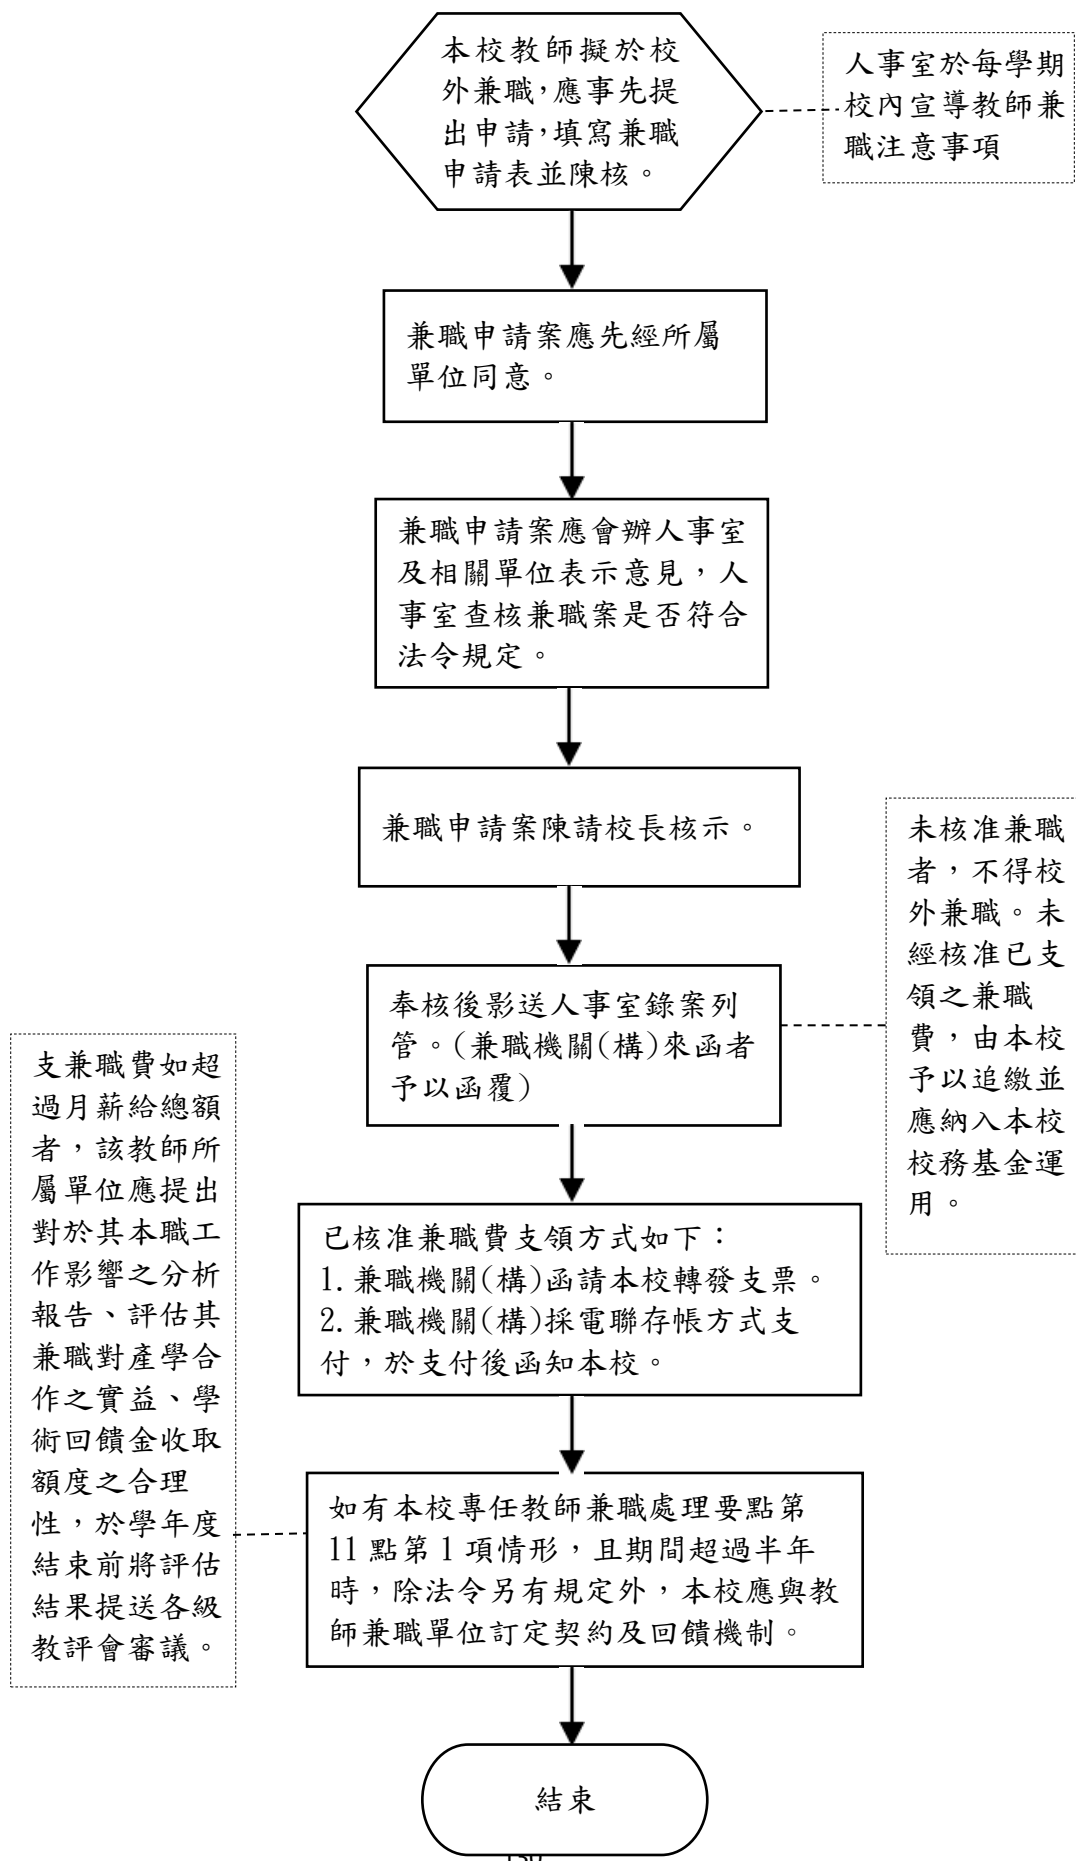 本校教師擬於校
外兼職，應事先提
出申請，填寫兼職
申請表並陳核。
人事室於每學期
校內宣導教師兼
職注意事項
兼職申請案應先經所屬
單位同意。
兼職申請案應會辦人事室
及相關單位表示意見，人
事室查核兼職案是否符合
法令規定。
兼職申請案陳請校長核示。
未核准兼職
者，不得校
外兼職。未
經核准已支
領之兼職
費，由本校
予以追繳並
應納入本校
校務基金運
用。
奉核後影送人事室錄案列
管。(兼職機關(構)來函者
予以函覆)
支兼職費如超
過月薪給總額
者，該教師所
屬單位應提出
對於其本職工
作影響之分析
報告、評估其
兼職對產學合
作之實益、學
術回饋金收取
額度之合理
性，於學年度
結束前將評估
結果提送各級
教評會審議。
已核准兼職費支領方式如下：
1.兼職機關(構)函請本校轉發支票。
2.兼職機關(構)採電聯存帳方式支
付，於支付後函知本校。
如有本校專任教師兼職處理要點第
11 點第 1 項情形，且期間超過半年
時，除法令另有規定外，本校應與教
師兼職單位訂定契約及回饋機制。
結束